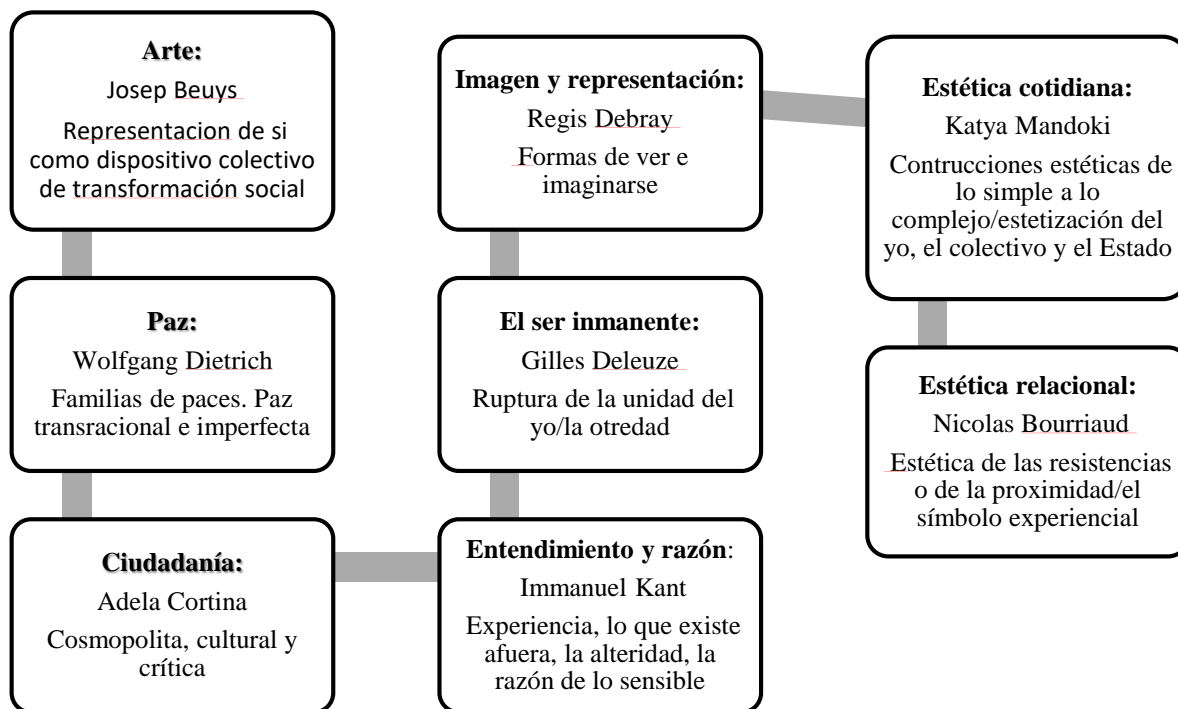 Arte:
Josep Beuys
Representacion de si
como dispositivo colectivo
de transformación social
Paz:
Wolfgang Dietrich
Familias de paces. Paz
transracional e imperfecta
Ciudadanía:
Adela Cortina
Cosmopolita, cultural y
crítica
Entendimiento y razón:
Immanuel Kant
Experiencia, lo que existe
afuera, la alteridad, la
razón de lo sensible
El ser inmanente:
Gilles Deleuze
Ruptura de la unidad del
yo/la otredad
Imagen y representación:
Regis Debray
Formas de ver e
imaginarse
Estética cotidiana:
Katya Mandoki
Contrucciones estéticas de
lo simple a lo
complejo/estetización del
yo, el colectivo y el Estado
Estética relacional:
Nicolas Bourriaud
Estética de las resistencias
o de la proximidad/el
símbolo experiencial